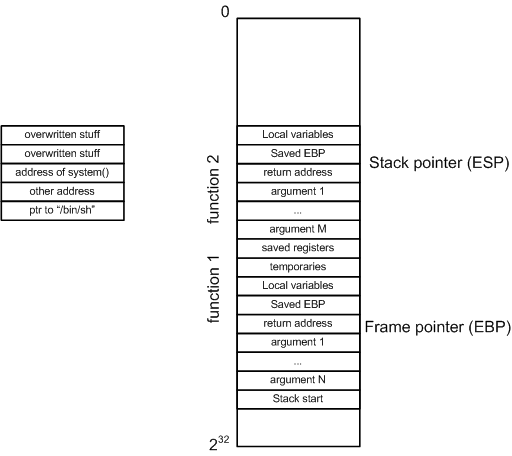 0
overwritten stuff
overwritten stuff
address of system()
other address
ptr to “/bin/sh”
function 2
function 1
Local variables
Saved EBP
return address
argument 1
...
argument M
saved registers
temporaries
Local variables
Saved EBP
return address
argument 1
...
argument N
Stack start
Stack pointer (ESP)
Frame pointer (EBP)
2³²